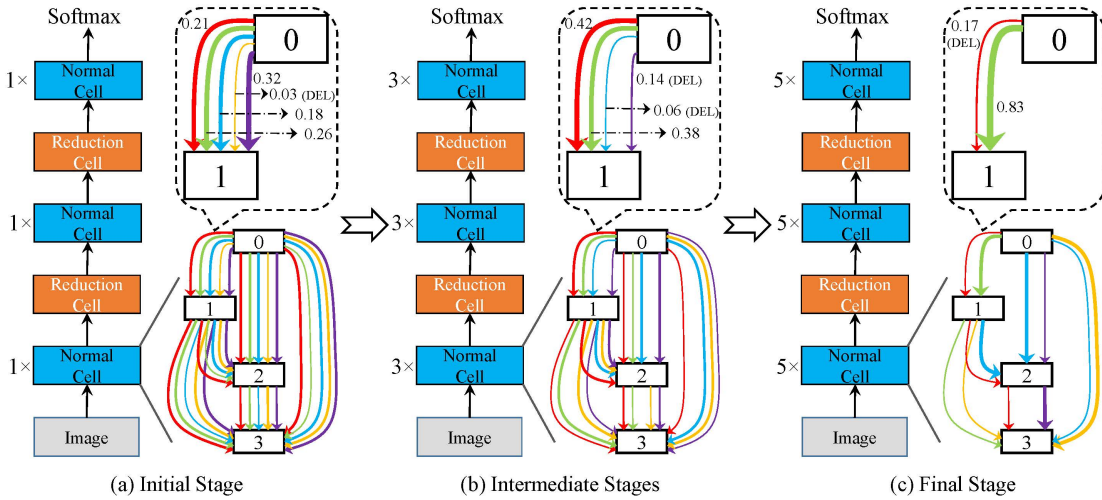 Softmax
1× Normal Cell
Reduction Cell
1× Normal Cell
Reduction Cell
1× Normal Cell
Image
0.21
0
0.32
0.03 (DEL)
0.18
0.26
1
0
1
2
3
(a) Initial Stage
Softmax
3× Normal Cell
Reduction Cell
3× Normal Cell
Reduction Cell
3× Normal Cell
Image
0.42
0
0.14 (DEL)
0.06 (DEL)
0.38
1
0
1
2
3
(b) Intermediate Stages
Softmax
5× Normal Cell
Reduction Cell
5× Normal Cell
Reduction Cell
5× Normal Cell
Image
0.17
(DEL)
0
0.83
1
0
1
2
3
(c) Final Stage